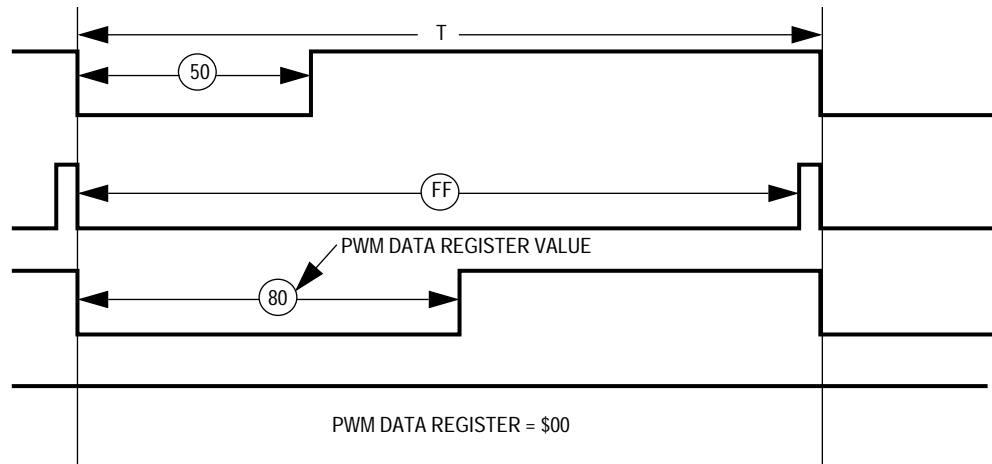 T
50
FF
PWM DATA REGISTER VALUE
80
PWM DATA REGISTER = $00